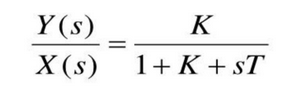 Y(s)/X(s) = K/(1 + K + sT)